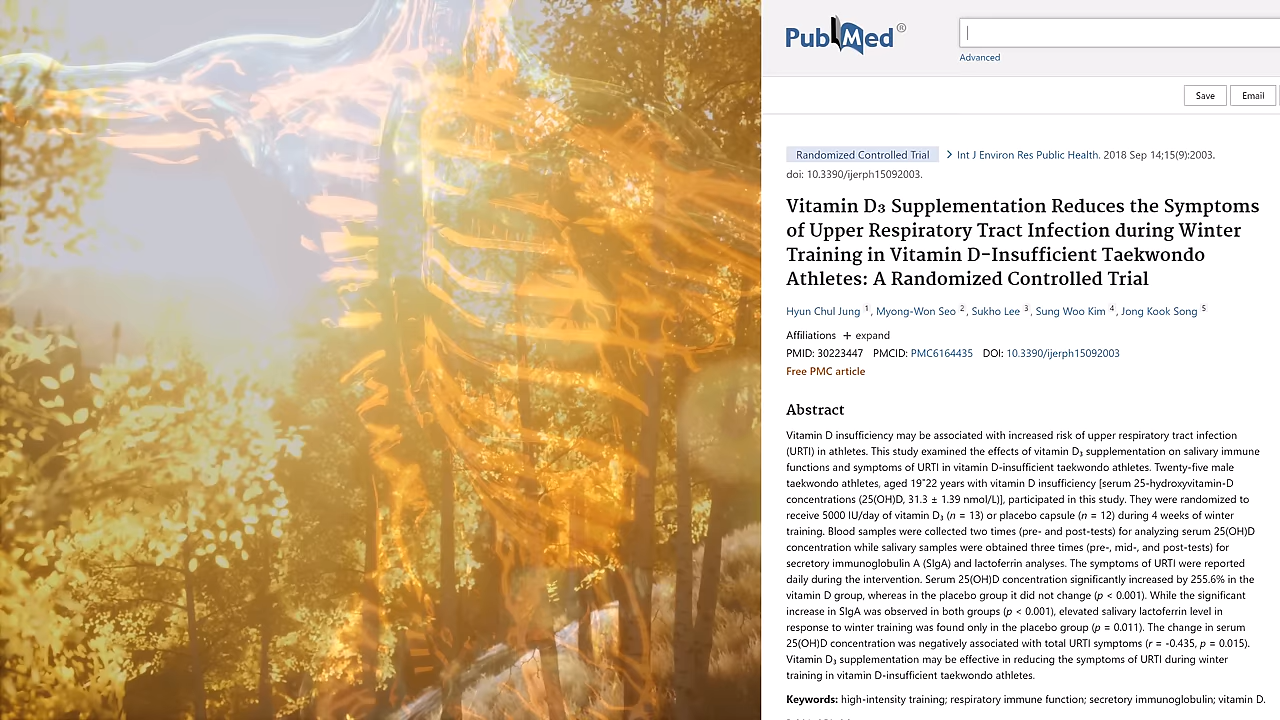 PubMed®
Advanced
Save Email
Randomized Controlled Trial > Int J Environ Res Public Health. 2018 Sep 14;15(9):2003.
doi: 10.3390/ijerph15092003.
Vitamin D₃ Supplementation Reduces the Symptoms
of Upper Respiratory Tract Infection during Winter
Training in Vitamin D-Insufficient Taekwondo
Athletes: A Randomized Controlled Trial
Hyun Chul Jung 1, Myong-Won Seo 2, Sukho Lee 3, Sung Woo Kim 4, Jong Kook Song 5
Affiliations + expand
PMID: 30223447 PMCID: PMC6164435 DOI: 10.3390/ijerph15092003
Free PMC article
Abstract
Vitamin D insufficiency may be associated with increased risk of upper respiratory tract infection
(URTI) in athletes. This study examined the effects of vitamin D₃ supplementation on salivary immune
functions and symptoms of URTI in vitamin D-insufficient taekwondo athletes. Twenty-five male
taekwondo athletes, aged 19˜22 years with vitamin D insufficiency [serum 25-hydroxyvitamin-D
concentrations (25(OH)D, 31.3 ± 1.39 nmol/L)], participated in this study. They were randomized to
receive 5000 IU/day of vitamin D₃ (n = 13) or placebo capsule (n = 12) during 4 weeks of winter
training. Blood samples were collected two times (pre- and post-tests) for analyzing serum 25(OH)D
concentration while salivary samples were obtained three times (pre-, mid-, and post-tests) for
secretory immunoglobulin A (SIgA) and lactoferrin analyses. The symptoms of URTI were reported
daily during the intervention. Serum 25(OH)D concentration significantly increased by 255.6% in the
vitamin D group, whereas in the placebo group it did not change (p < 0.001). While the significant
increase in SIgA was observed in both groups (p < 0.001), elevated salivary lactoferrin level in
response to winter training was found only in the placebo group (p = 0.011). The change in serum
25(OH)D concentration was negatively associated with total URTI symptoms (r = -0.435, p = 0.015).
Vitamin D₃ supplementation may be effective in reducing the symptoms of URTI during winter
training in vitamin D-insufficient taekwondo athletes.
Keywords: high-intensity training; respiratory immune function; secretory immunoglobulin; vitamin D.